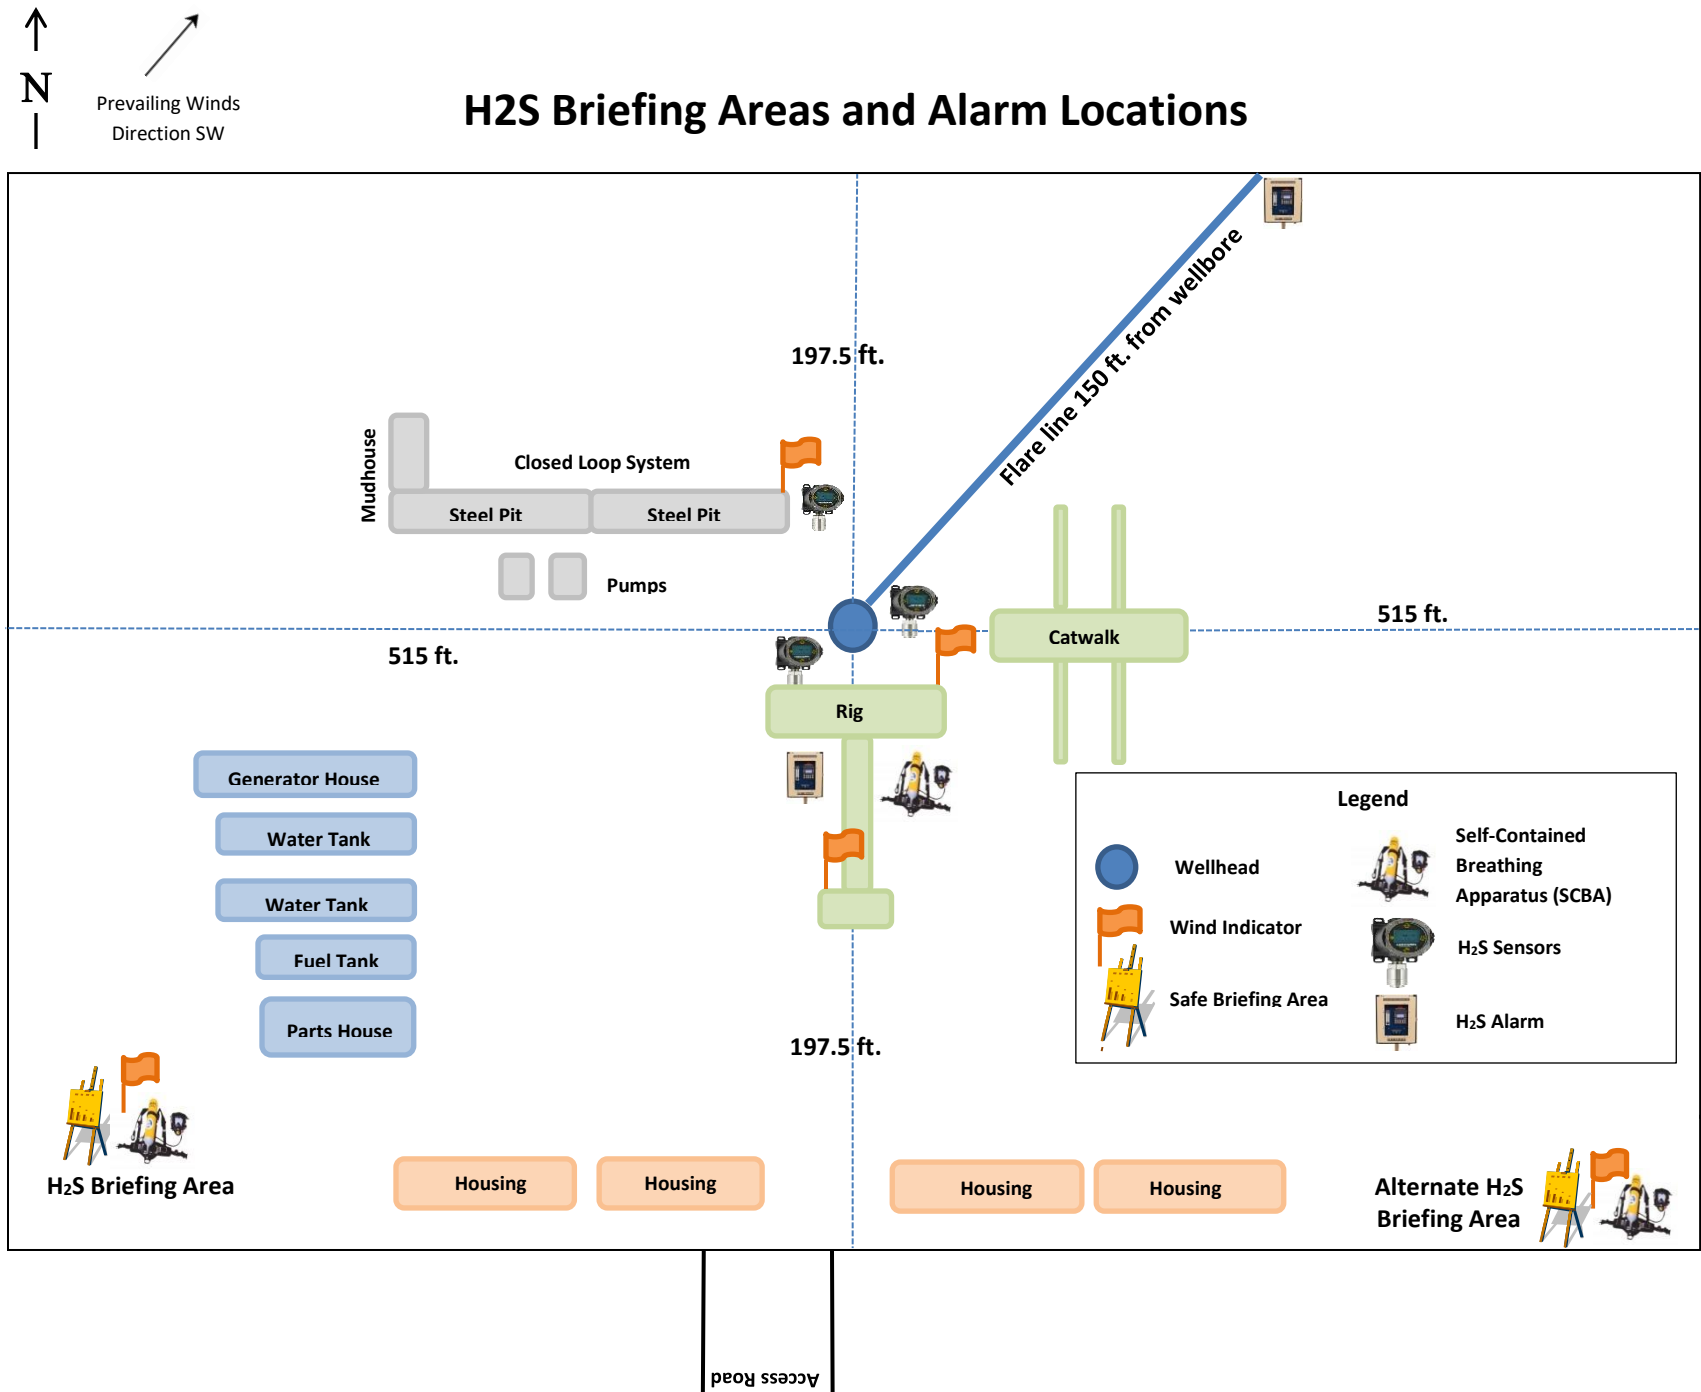 N
Prevailing Winds
Direction SW
H2S Briefing Areas and Alarm Locations
197.5 ft.
Flare line 150 ft. from wellbore
Mudhouse
Closed Loop System
Steel Pit
Steel Pit
Pumps
515 ft.
515 ft.
Catwalk
Rig
Generator House
Water Tank
Water Tank
Fuel Tank
Parts House
Legend
Wellhead
Wind Indicator
Safe Briefing Area
Self-Contained
Breathing
Apparatus (SCBA)
H2S Sensors
H2S Alarm
197.5 ft.
H2S Briefing Area
Housing
Housing
Housing
Housing
Alternate H2S
Briefing Area
Access Road